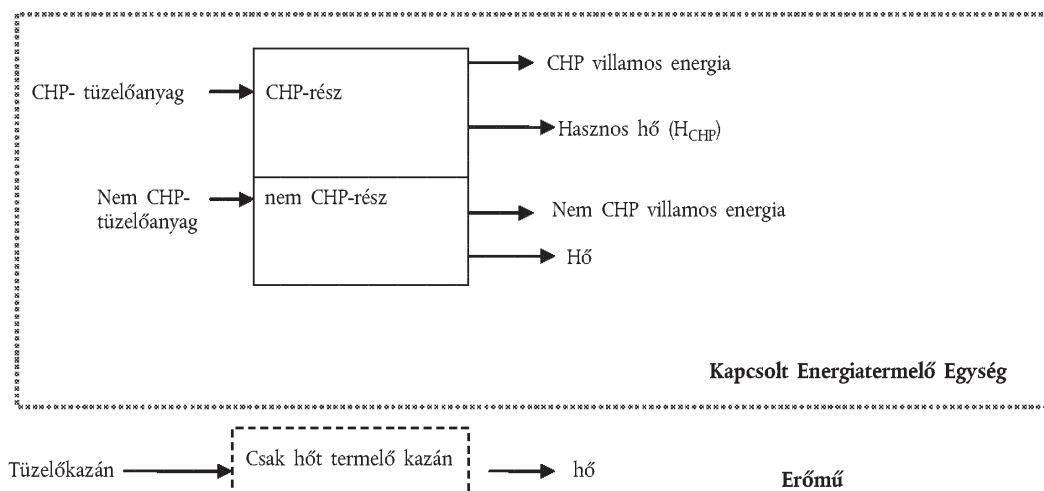 CHP villamos energia
CHP- tüzelőanyag
CHP-rész
Hasznos hő (HCHP)
Nem CHP-
tüzelőanyag
nem CHP-rész
Nem CHP villamos energia
Hő
Kapcsolt Energiatermelő Egység
Tüzelőkazán
Csak hőt termelő kazán
hő
Erőmű